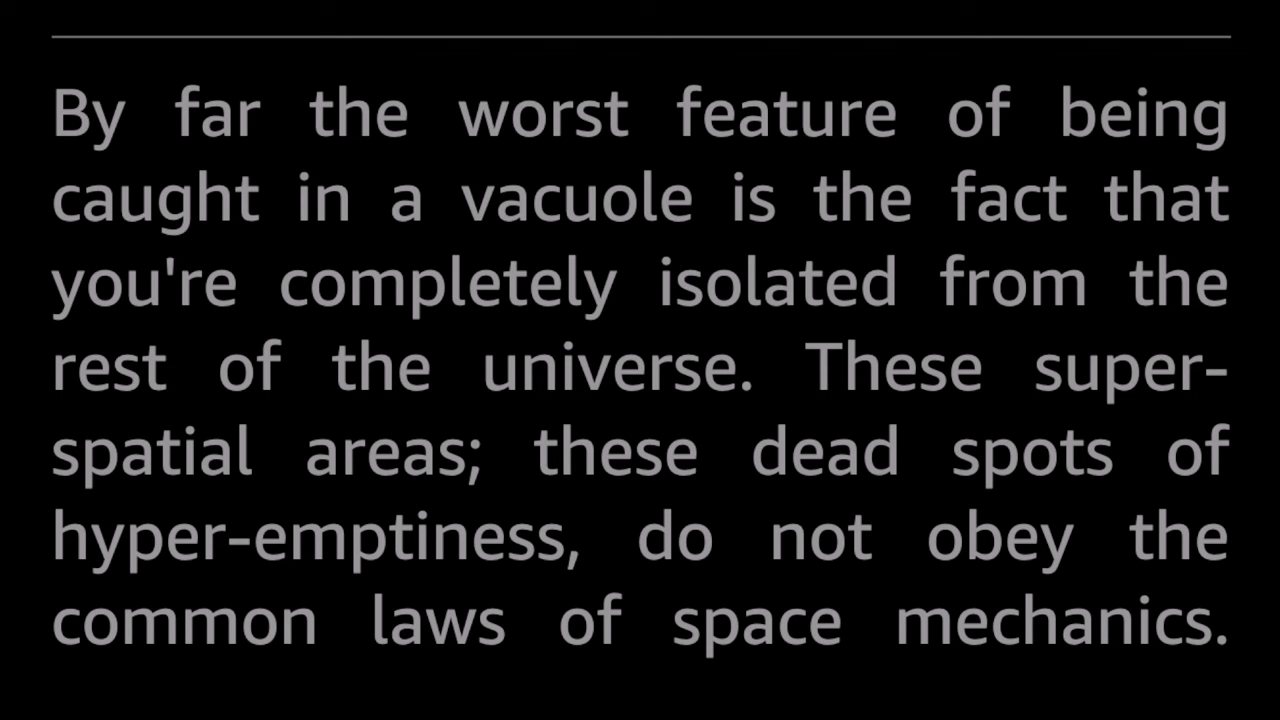 By far the worst feature of being
caught in a vacuole is the fact that
you're completely isolated from the
rest of the universe. These super-
spatial areas; these dead spots of
hyper-emptiness, do not obey the
common laws of space mechanics.